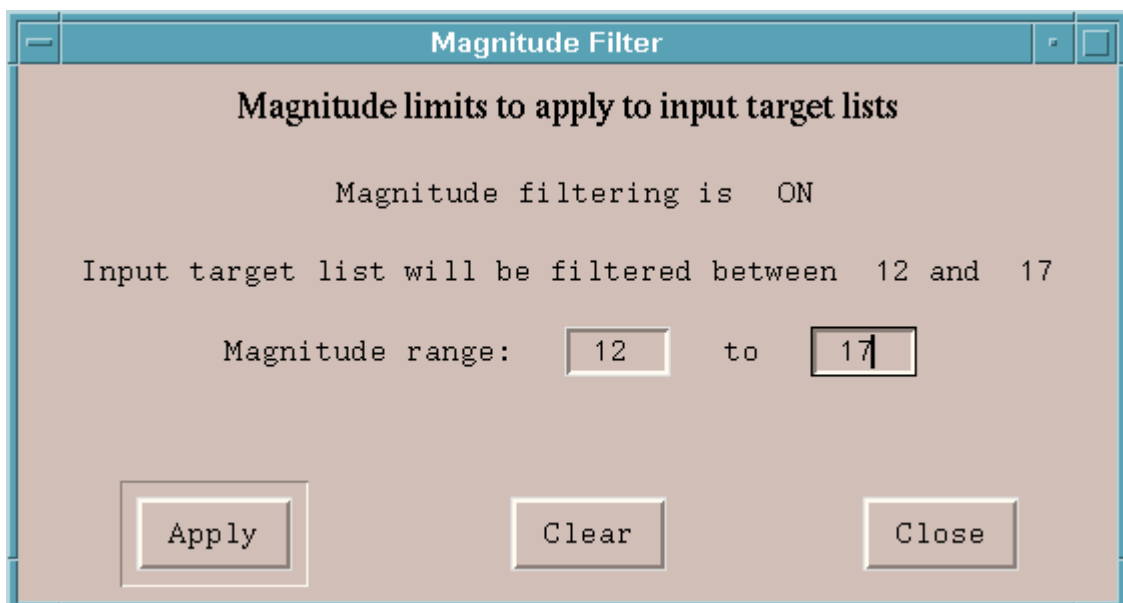 Magnitude Filter
Magnitude limits to apply to input target lists
Magnitude filtering is ON
Input target list will be filtered between 12 and 17
Magnitude range: 12 to 17
Apply Clear Close